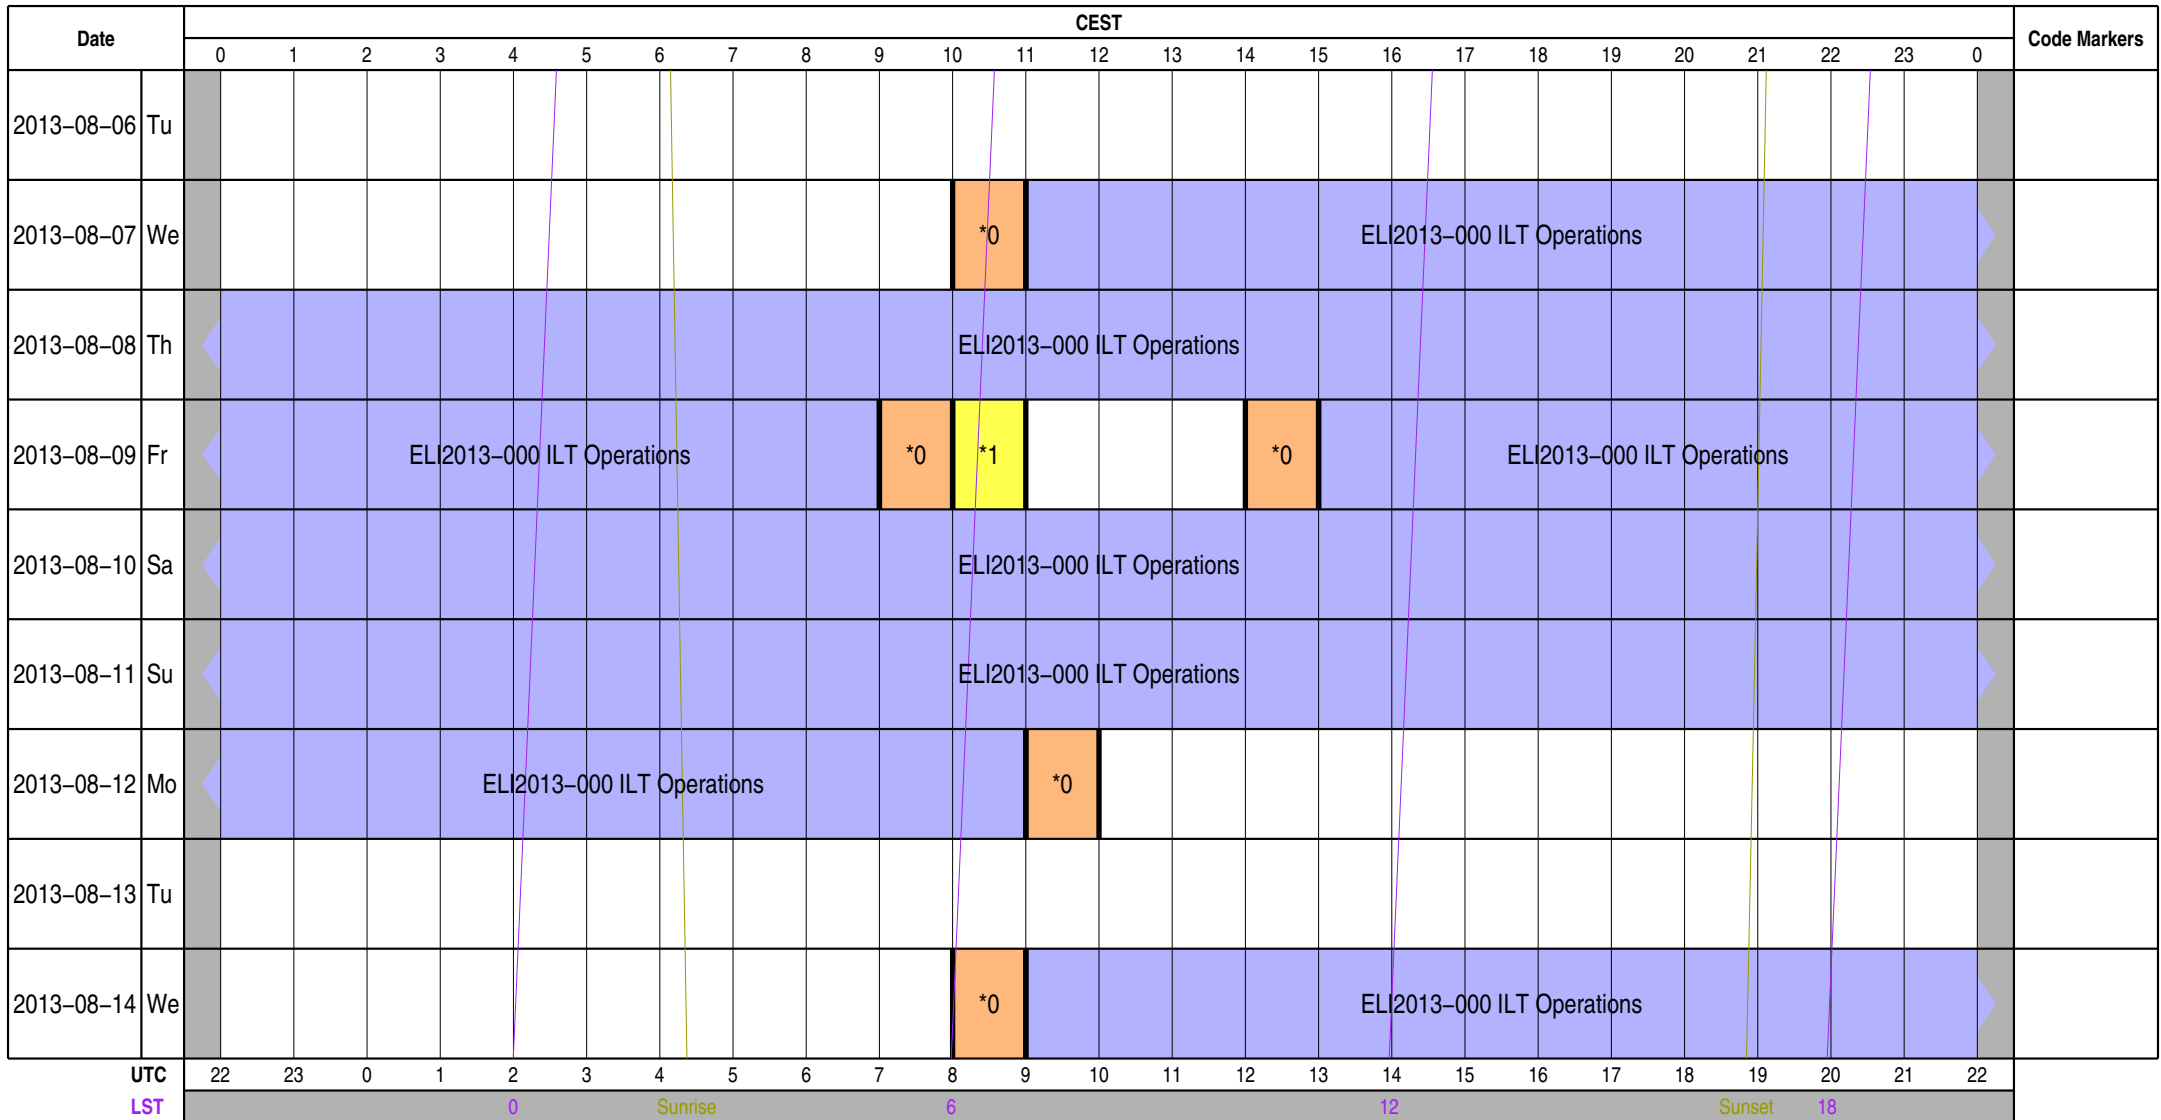 Date CEST Code Markers
0 1 2 3 4 5 6 7 8 9 10 11 12 13 14 15 16 17 18 19 20 21 22 23 0
2013-08-06 Tu
2013-08-07 We *0 ELI2013-000 ILT Operations
2013-08-08 Th ELI2013-000 ILT Operations
2013-08-09 Fr ELI2013-000 ILT Operations *0 *1 *0 ELI2013-000 ILT Operations
2013-08-10 Sa ELI2013-000 ILT Operations
2013-08-11 Su ELI2013-000 ILT Operations
2013-08-12 Mo ELI2013-000 ILT Operations *0
2013-08-13 Tu
2013-08-14 We *0 ELI2013-000 ILT Operations
UTC 22 23 0 1 2 3 4 5 6 7 8 9 10 11 12 13 14 15 16 17 18 19 20 21 22
LST 0 Sunrise 6 12 Sunset 18